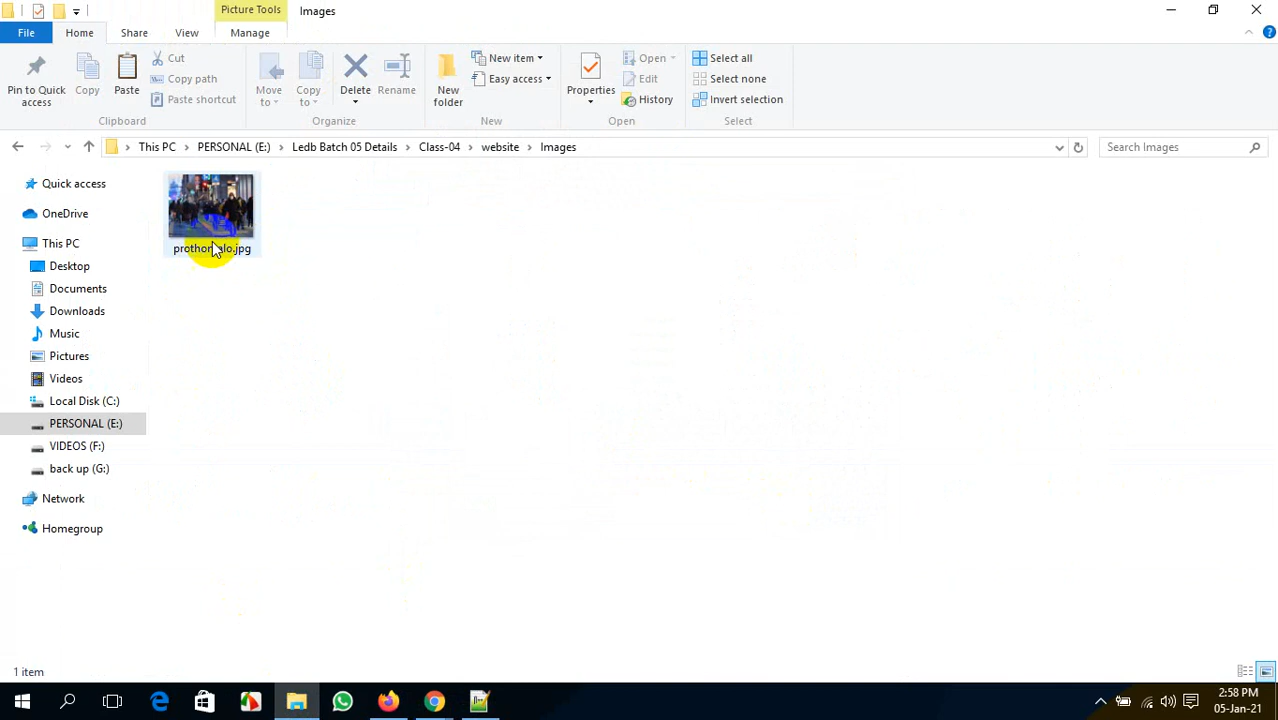 Picture Tools
Images
File
Home
Share
View
Manage
Pin to Quick access
Copy
Paste
Cut
Copy path
Paste shortcut
Clipboard
Move to
Copy to
Delete
Rename
Organize
New folder
New item
Easy access
New
Properties
Open
Edit
History
Open
Select all
Select none
Invert selection
Select
This PC
PERSONAL (E:)
Ledb Batch 05 Details
Class-04
website
Images
Search Images
Quick access
OneDrive
This PC
Desktop
Documents
Downloads
Music
Pictures
Videos
Local Disk (C:)
PERSONAL (E:)
VIDEOS (F:)
back up (G:)
Network
Homegroup
1 item
2:58 PM
05-Jan-21